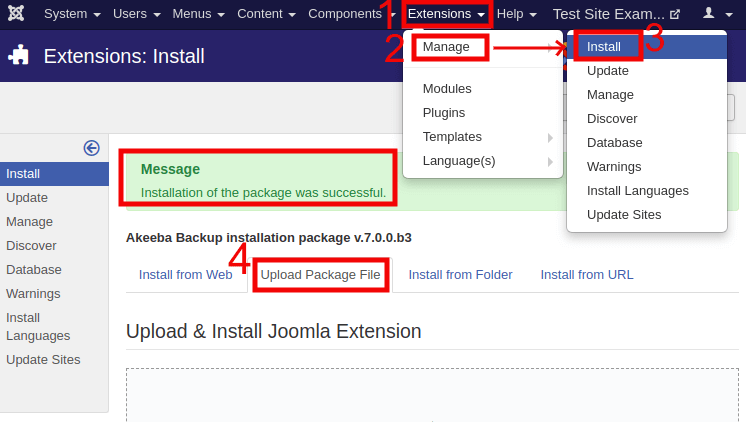 System Users Menus Content Components Extensions Help Test Site Exam...
1
2
3
Manage
Install
Update
Manage
Discover
Database
Warnings
Install Languages
Update Sites
Modules
Plugins
Templates
Language(s)
Extensions: Install
Install
Update
Manage
Discover
Database
Warnings
Install
Languages
Update Sites
Message
Installation of the package was successful.
Akeeba Backup installation package v.7.0.0.b3
4
Install from Web Upload Package File Install from Folder Install from URL
Upload & Install Joomla Extension